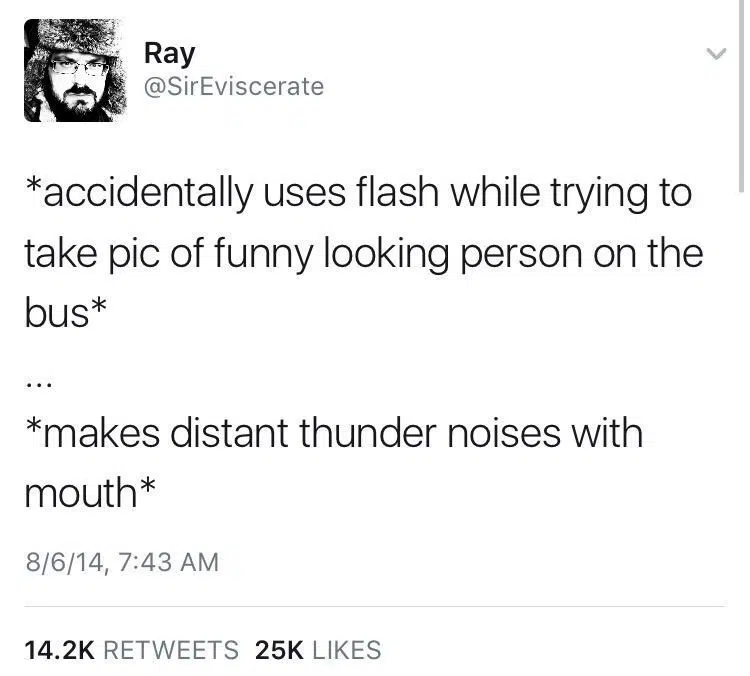 Ray
@SirEviscerate
*accidentally uses flash while trying to
take pic of funny looking person on the
bus*
...
*makes distant thunder noises with
mouth*
8/6/14, 7:43 AM
14.2K RETWEETS 25K LIKES